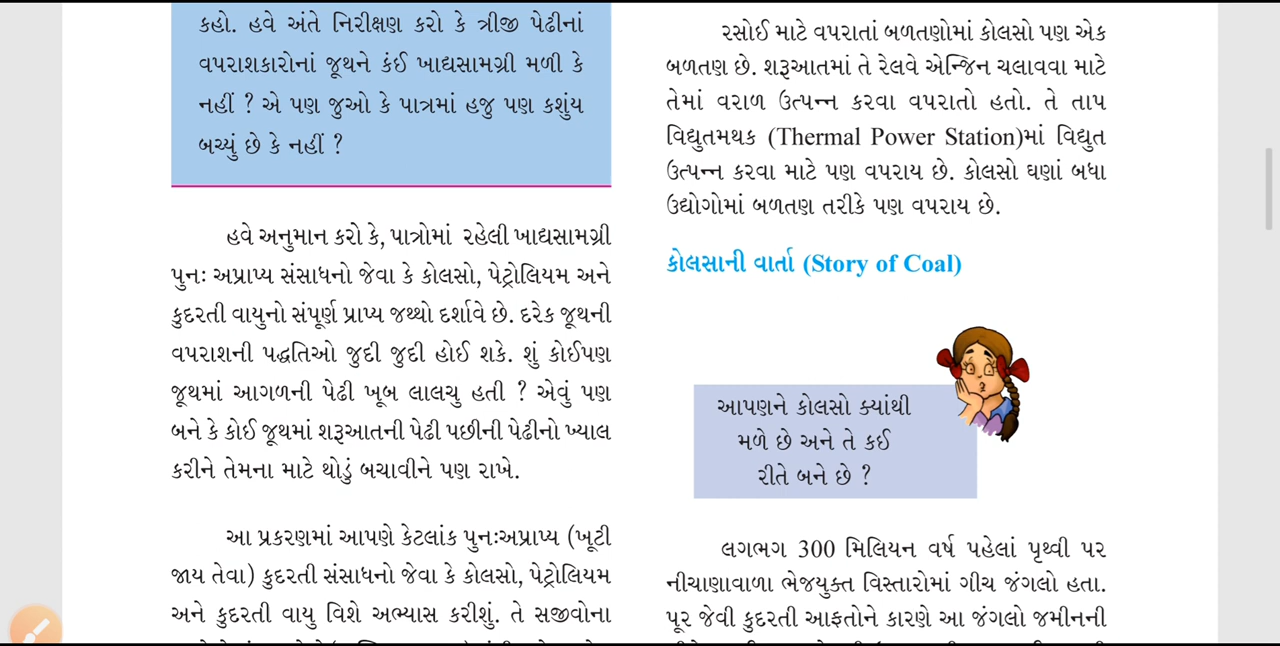 કહો. હવે અંતે નિરીક્ષણ કરો કે ત્રીજી પેઢીનાં
વપરાશકારોનાં જૂથને કંઈ ખાદ્યસામગ્રી મળી કે
નહીં ? એ પણ જુઓ કે પાત્રમાં હજુ પણ કશુંય
બચ્યું છે કે નહીં ?
હવે અનુમાન કરો કે, પાત્રોમાં રહેલી ખાદ્યસામગ્રી
પુનઃ અપ્રાપ્ય સંસાધનો જેવા કે કોલસો, પેટ્રોલિયમ અને
કુદરતી વાયુનો સંપૂર્ણ પ્રાપ્ય જથ્થો દર્શાવે છે. દરેક જૂથની
વપરાશની પદ્ધતિઓ જુદી જુદી હોઈ શકે. શું કોઈપણ
જૂથમાં આગળની પેઢી ખૂબ લાલચુ હતી ? એવું પણ
બને કે કોઈ જૂથમાં શરૂઆતની પેઢી પછીની પેઢીનો ખ્યાલ
કરીને તેમના માટે થોડું બચાવીને પણ રાખે.
આ પ્રકરણમાં આપણે કેટલાંક પુનઃઅપ્રાપ્ય (ખૂટી
જાય તેવા) કુદરતી સંસાધનો જેવા કે કોલસો, પેટ્રોલિયમ
અને કુદરતી વાયુ વિશે અભ્યાસ કરીશું. તે સજીવોના
રસોઈ માટે વપરાતાં બળતણોમાં કોલસો પણ એક
બળતણ છે. શરૂઆતમાં તે રેલવે એન્જિન ચલાવવા માટે
તેમાં વરાળ ઉત્પન્ન કરવા વપરાતો હતો. તે તાપ
વિદ્યુતમથક (Thermal Power Station)માં વિદ્યુત
ઉત્પન્ન કરવા માટે પણ વપરાય છે. કોલસો ઘણાં બધા
ઉદ્યોગોમાં બળતણ તરીકે પણ વપરાય છે.
કોલસાની વાર્તા (Story of Coal)
આપણને કોલસો ક્યાંથી
મળે છે અને તે કઈ
રીતે બને છે ?
લગભગ 300 મિલિયન વર્ષ પહેલાં પૃથ્વી પર
નીચાણવાળા ભેજયુક્ત વિસ્તારોમાં ગીચ જંગલો હતા.
પૂર જેવી કુદરતી આફતોને કારણે આ જંગલો જમીનની